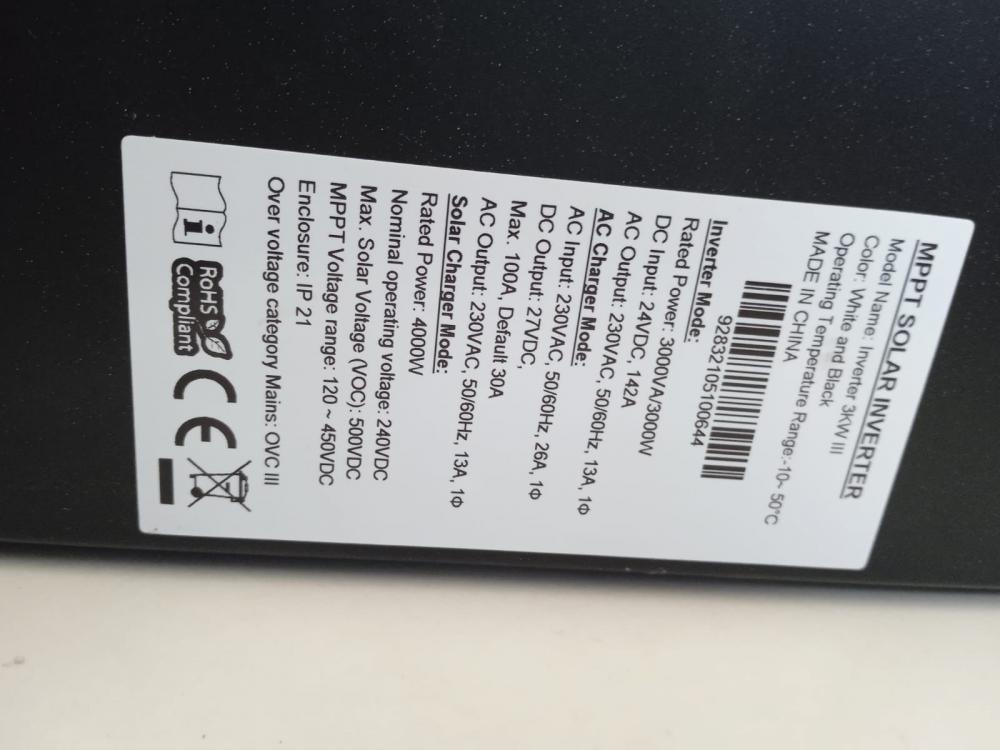 MPPT SOLAR INVERTER
Model Name: Inverter 3KW III
Color: White and Black
Operating Temperature Range:-10~ 50°C
MADE IN CHINA
92832105100644
Inverter Mode:
Rated Power: 3000VA/3000W
DC Input: 24VDC, 142A
AC Output: 230VAC, 50/60Hz, 13A, 1Φ
AC Charger Mode:
AC Input: 230VAC, 50/60Hz, 26A, 1Φ
DC Output: 27VDC,
Max. 100A, Default 30A
AC Output: 230VAC, 50/60Hz, 13A, 1Φ
Solar Charger Mode:
Rated Power: 4000W
Nominal operating voltage: 240VDC
Max. Solar Voltage (VOC): 500VDC
MPPT Voltage range: 120 ~ 450VDC
Enclosure: IP 21
Over voltage category Mains: OVC III
i
RoHS
Compliant
CE